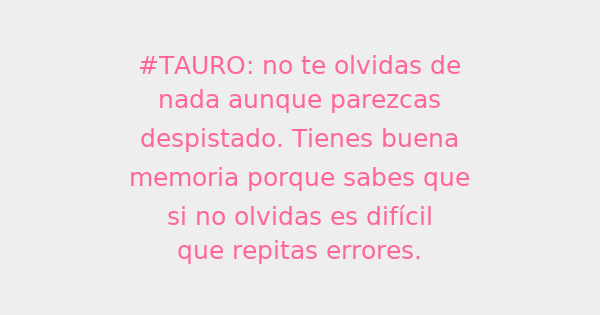 #TAURO: no te olvidas de
nada aunque parezcas
despistado. Tienes buena
memoria porque sabes que
si no olvidas es difícil
que repitas errores.